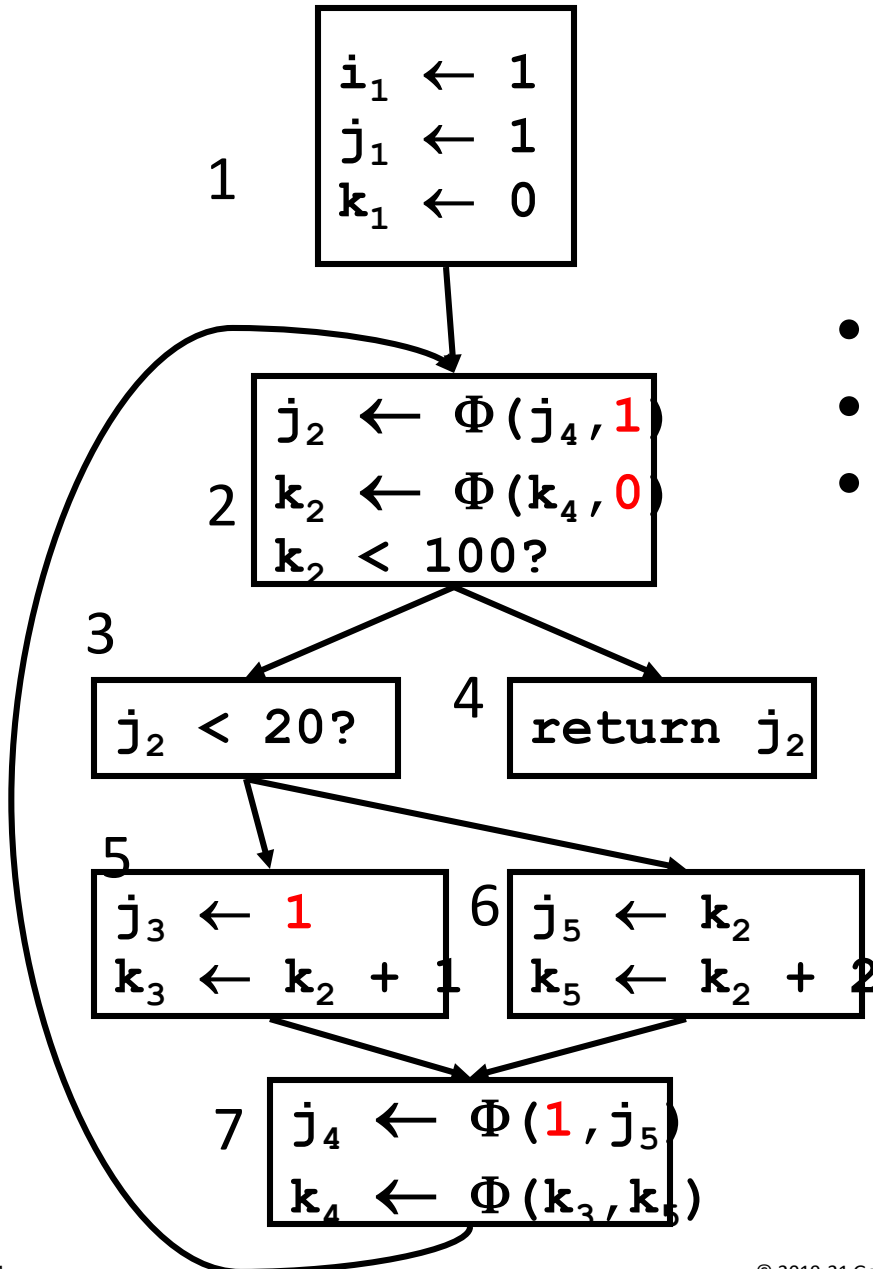 i₁ ← 1
j₁ ← 1
k₁ ← 0
1
•
j₂ ← Φ(j₄,1)
•
k₂ ← Φ(k₄,0)
•
2
k₂ < 100?
3
4
j₂ < 20?
return j₂
5
6
j₃ ← 1
k₃ ← k₂ + 1
j₅ ← k₂
k₅ ← k₂ + 2
7
j₄ ← Φ(1,j₅)
k₄ ← Φ(k₃,k₅)